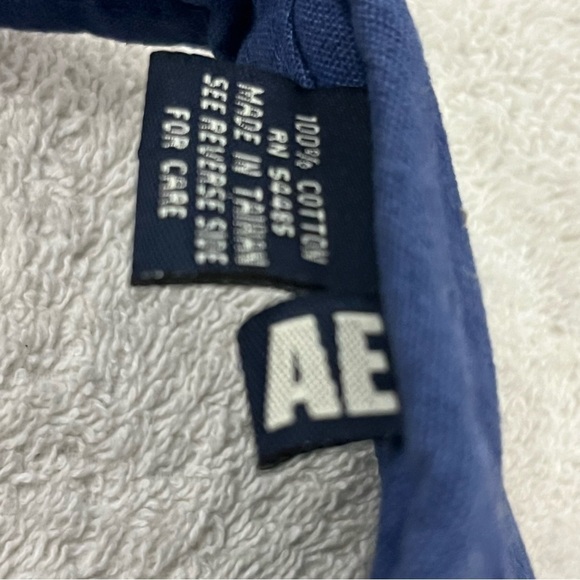 100% COTTON
RN 54485
MADE IN TAIWAN
SEE REVERSE SIDE
FOR CARE
AE